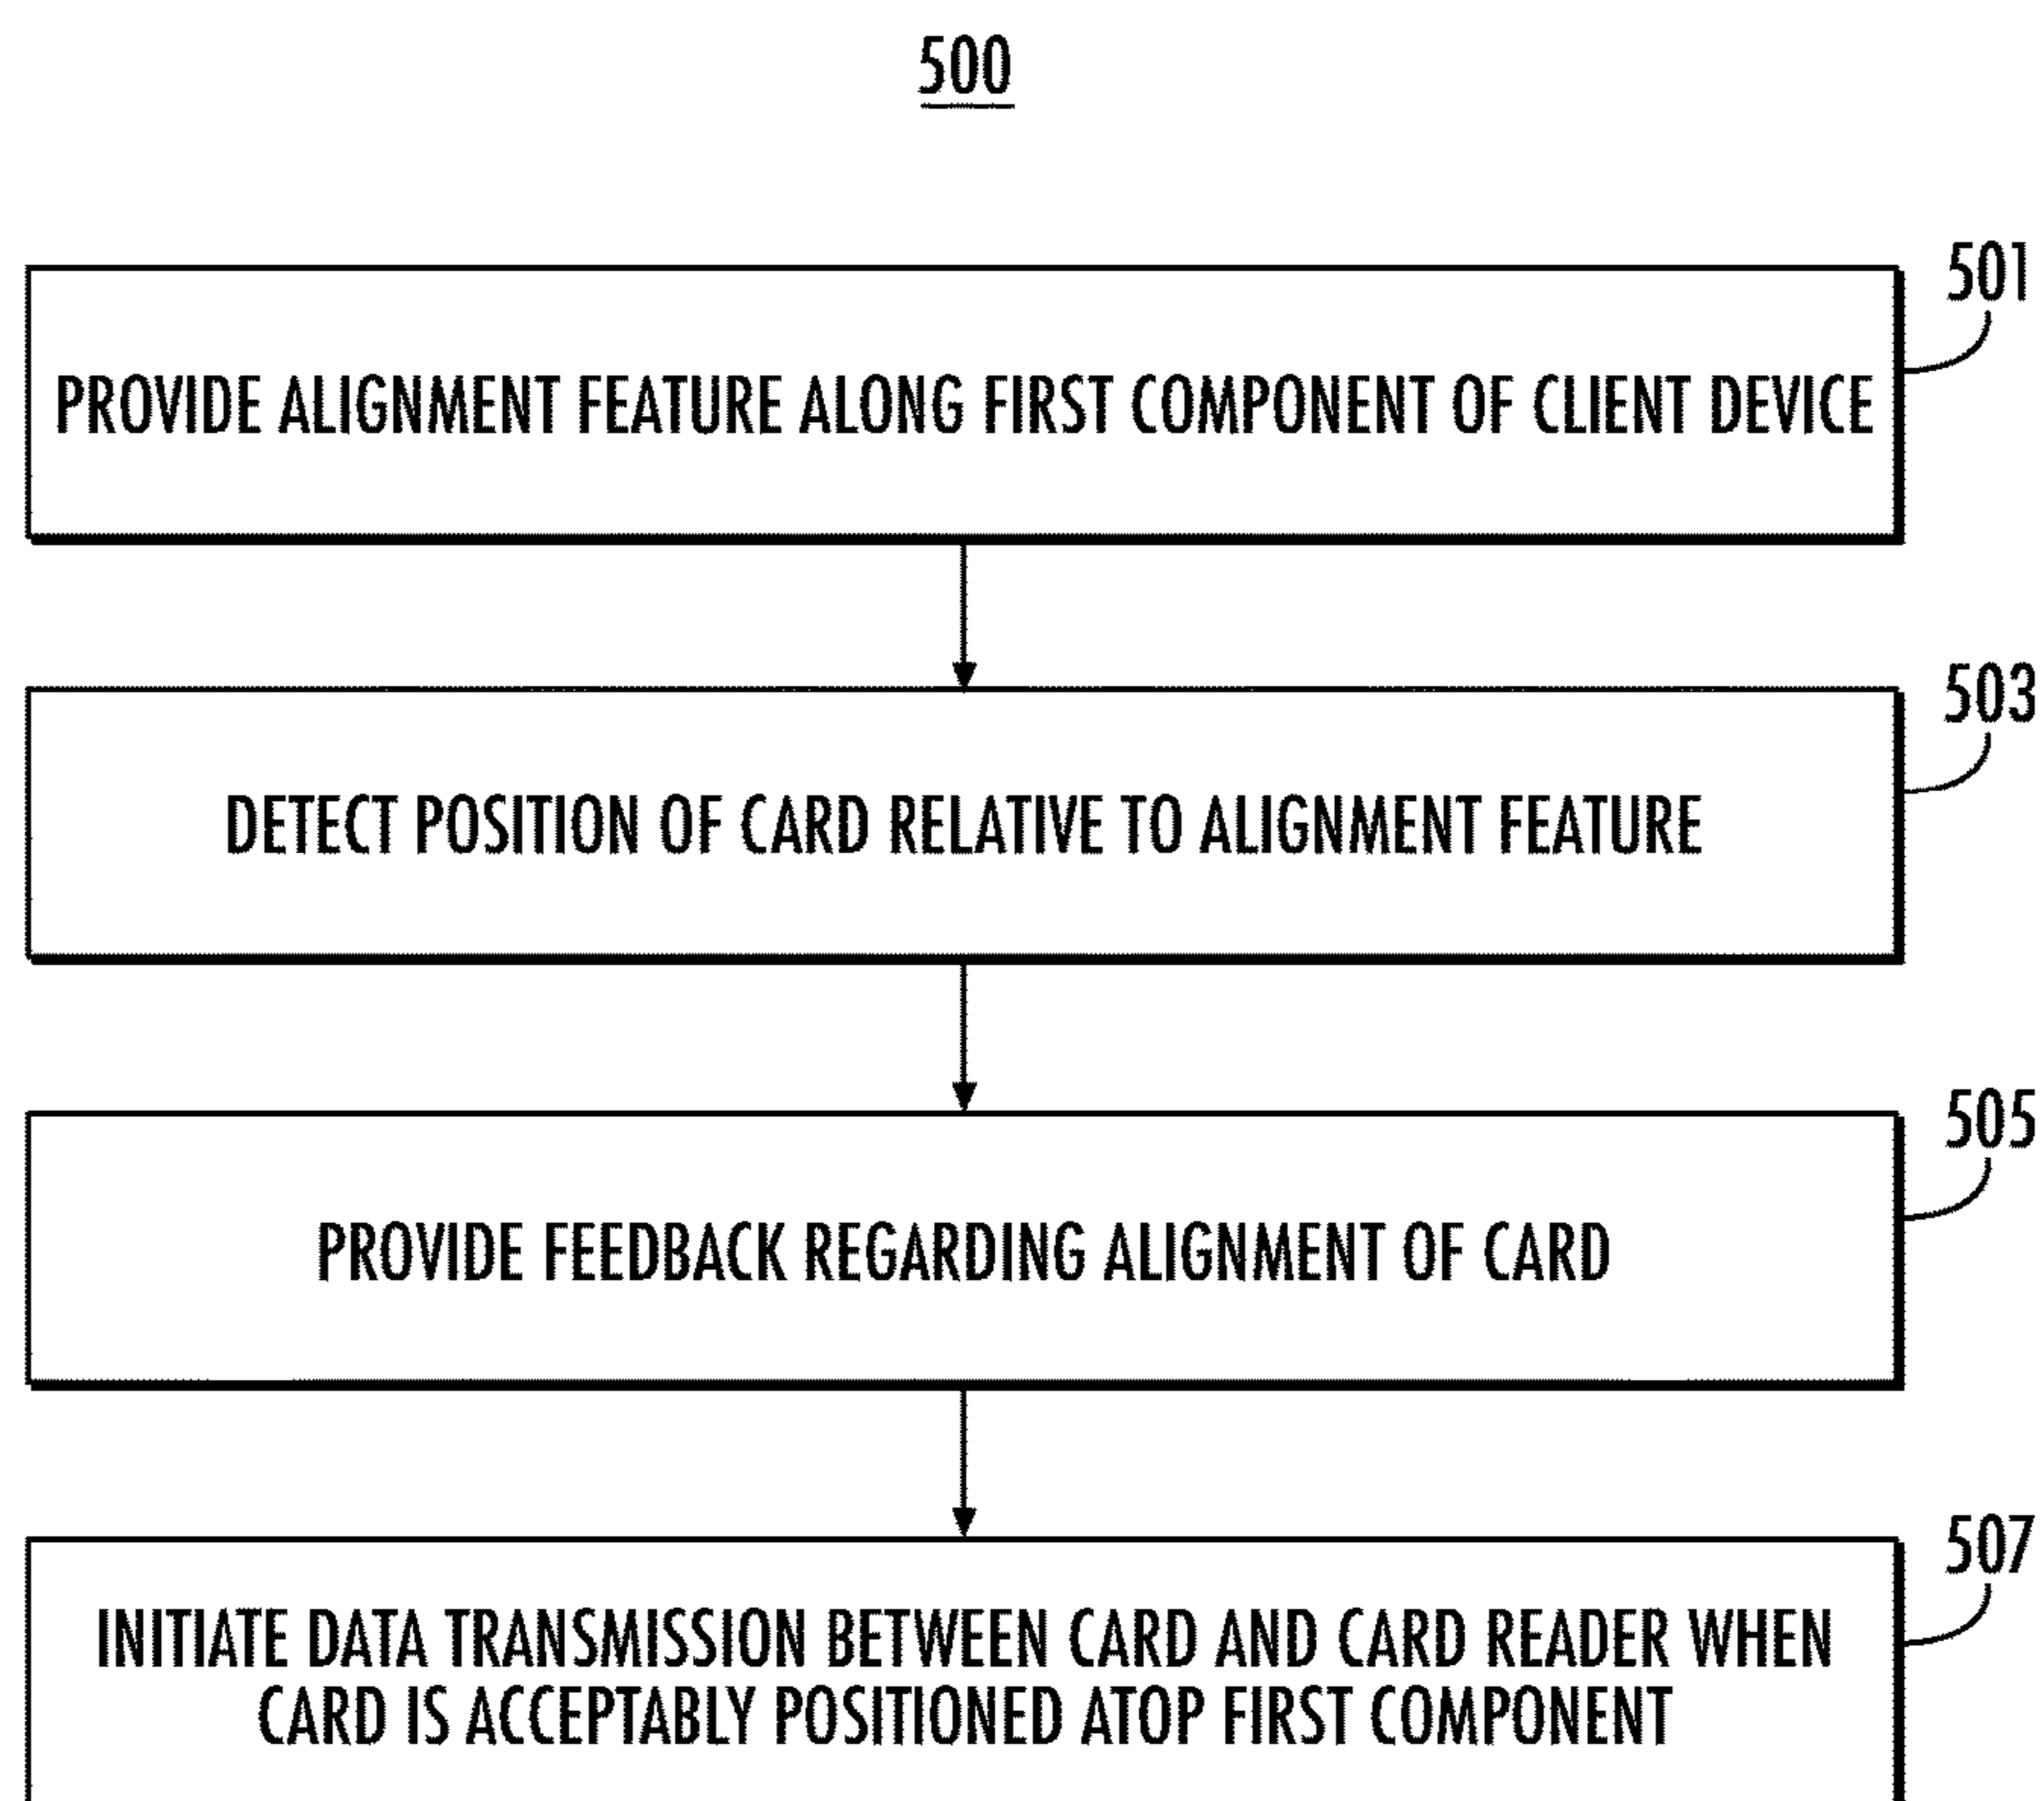 500
501
PROVIDE ALIGNMENT FEATURE ALONG FIRST COMPONENT OF CLIENT DEVICE
503
DETECT POSITION OF CARD RELATIVE TO ALIGNMENT FEATURE
505
PROVIDE FEEDBACK REGARDING ALIGNMENT OF CARD
507
INITIATE DATA TRANSMISSION BETWEEN CARD AND CARD READER WHEN
CARD IS ACCEPTABLY POSITIONED ATOP FIRST COMPONENT